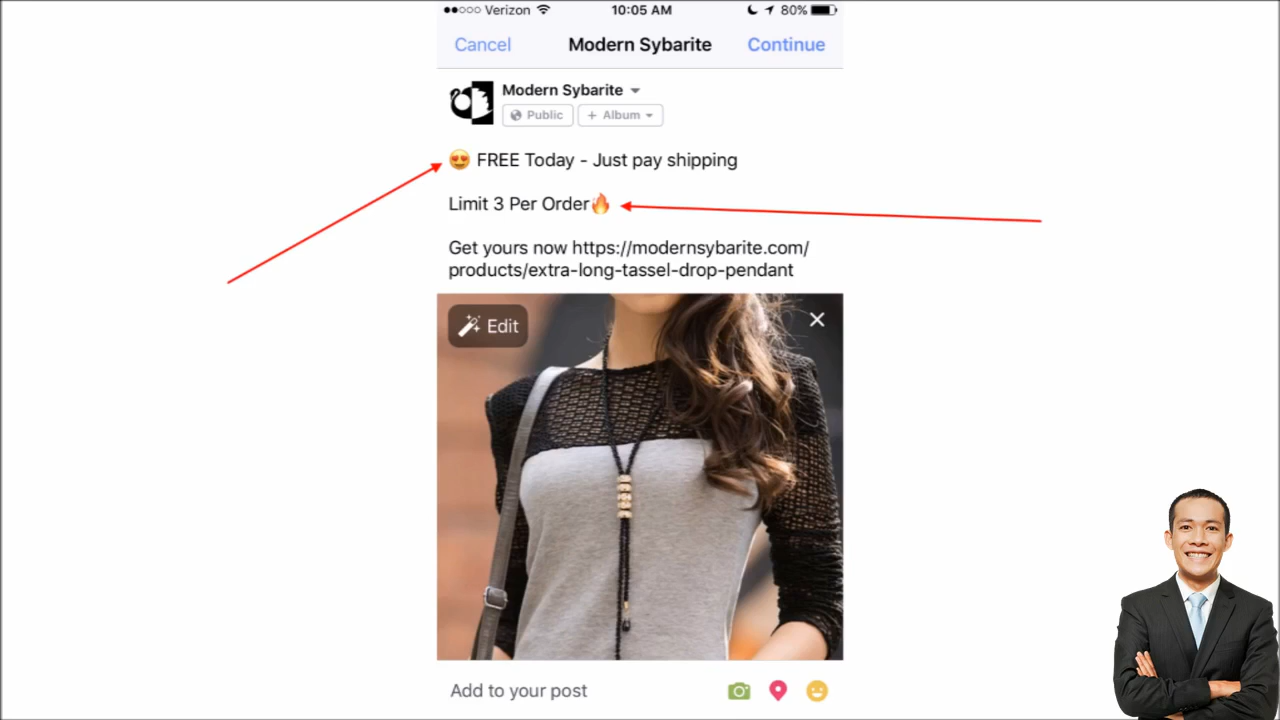 Verizon 10:05 AM 80%
Cancel Modern Sybarite Continue
Modern Sybarite
Public + Album
😍 FREE Today - Just pay shipping
Limit 3 Per Order🔥
Get yours now https://modernsybarite.com/
products/extra-long-tassel-drop-pendant
Edit
Add to your post